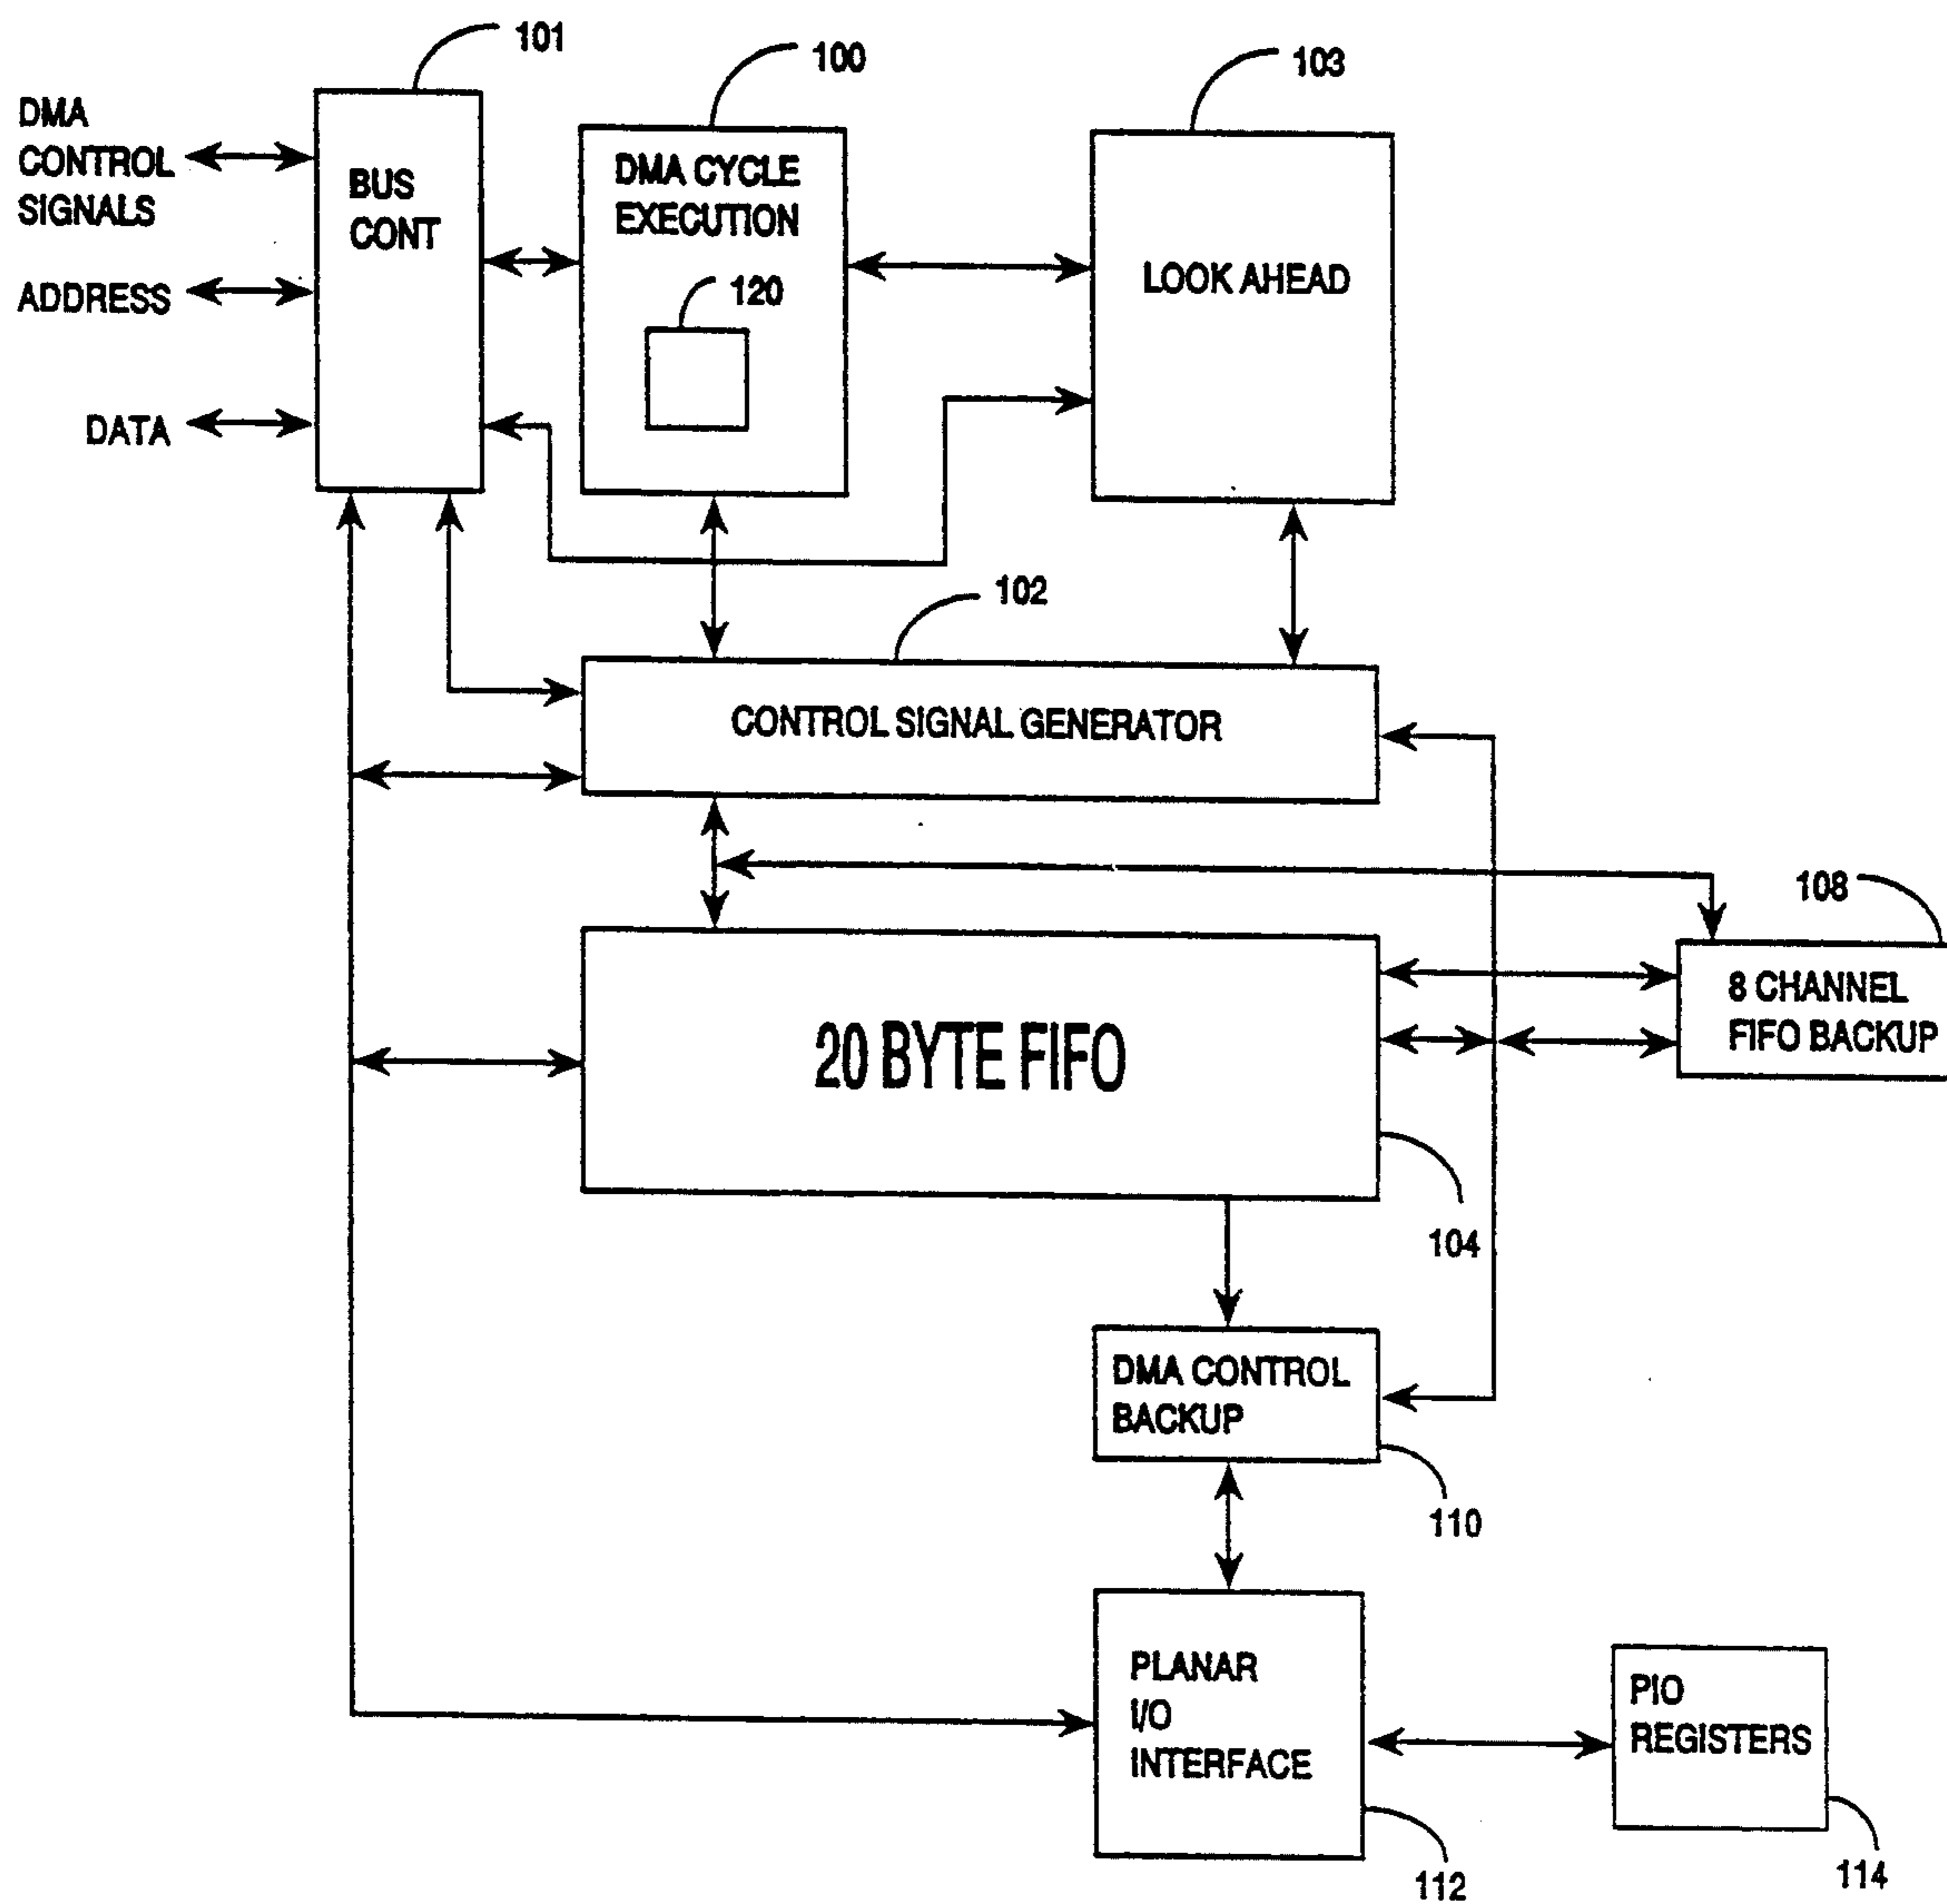 101
100
103
DMA
CONTROL
SIGNALS
BUS
CONT
DMA CYCLE
EXECUTION
LOOK AHEAD
120
ADDRESS
DATA
102
CONTROL SIGNAL GENERATOR
108
8 CHANNEL
FIFO BACKUP
20 BYTE FIFO
104
DMA CONTROL
BACKUP
110
PLANAR
I/O
INTERFACE
PIO
REGISTERS
112
114